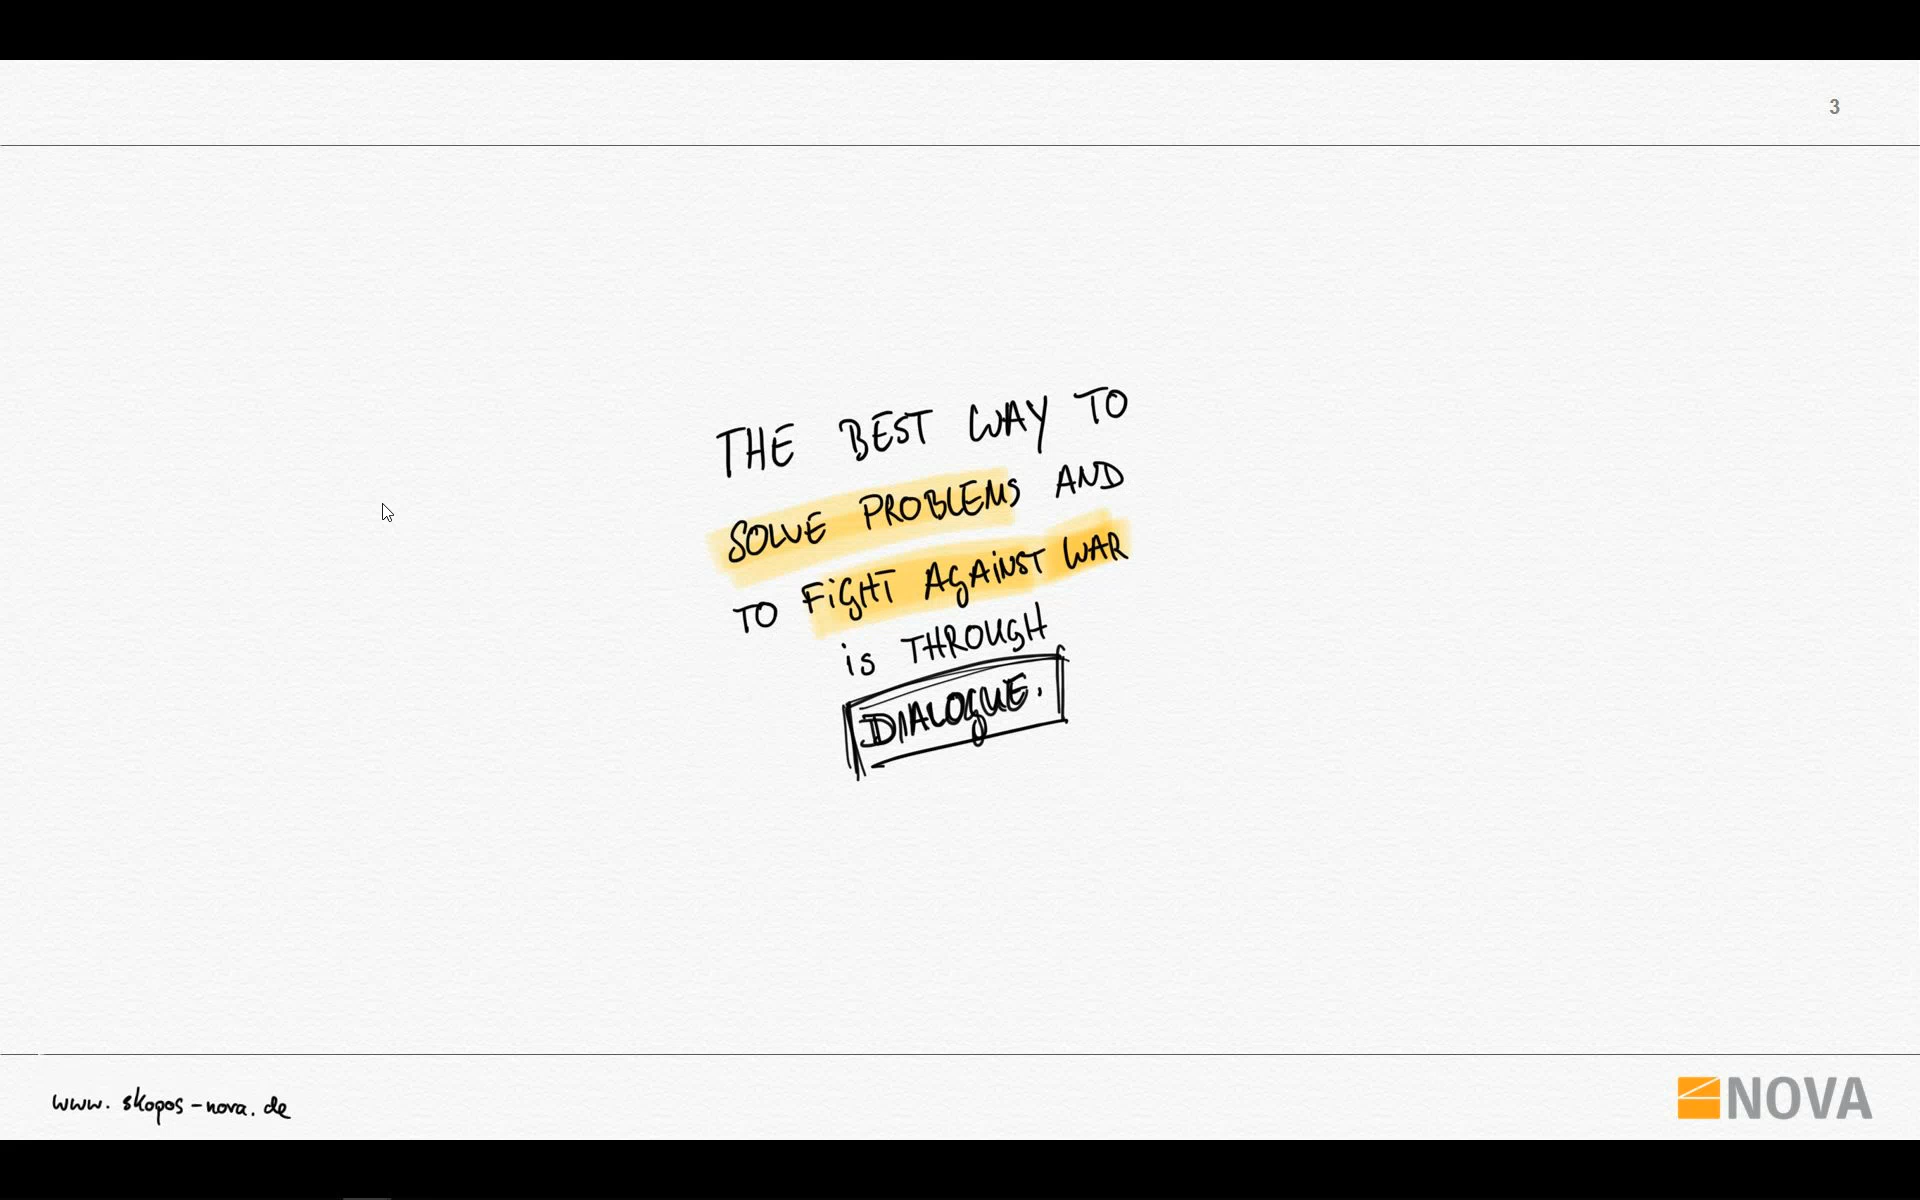 3
THE BEST WAY TO
SOLVE PROBLEMS AND
TO FiGHT AGAiNST WAR
is THROUGH
DIALOGUE.
www.skopos-nova.de
NOVA